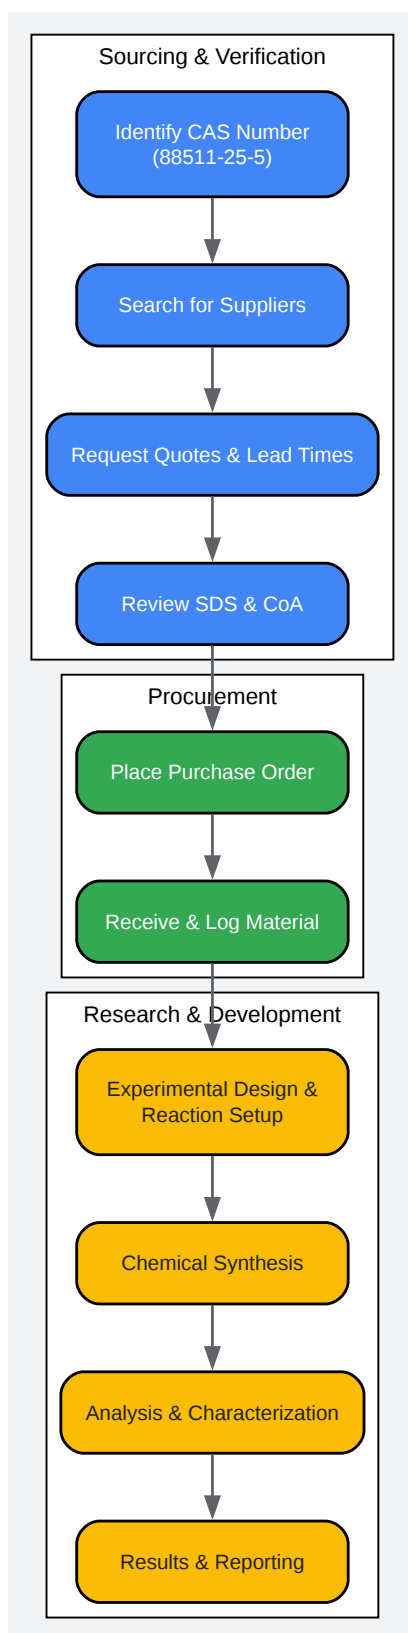 Sourcing & Verification
Identify CAS Number
(88511-25-5)
Search for Suppliers
Request Quotes & Lead Times
Review SDS & CoA
Procurement
Place Purchase Order
Receive & Log Material
Research & Development
Experimental Design &
Reaction Setup
Chemical Synthesis
Analysis & Characterization
Results & Reporting